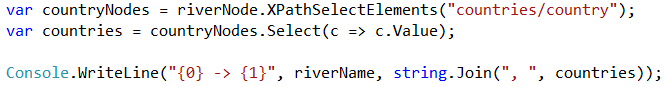 var countryNodes = riverNode.XPathSelectElements("countries/country");
var countries = countryNodes.Select(c => c.Value);
Console.WriteLine("{0} -> {1}", riverName, string.Join(", ", countries));